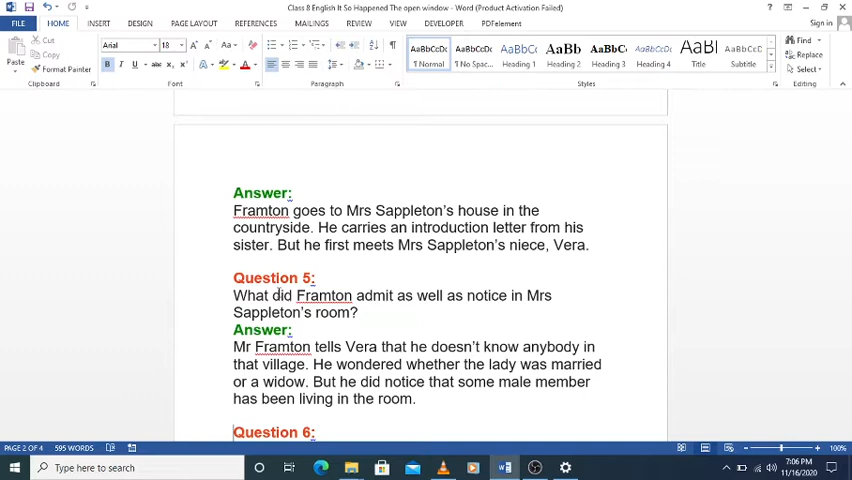 Class 8 English It So Happened The open window - Word (Product Activation Failed)
FILE HOME INSERT DESIGN PAGE LAYOUT REFERENCES MAILINGS REVIEW VIEW DEVELOPER PDFelement Sign in
Cut
Copy
Paste Format Painter
Arial 18
AaBbCcDc AaBbCcDc AaBbC AaBb AaBbC AaBbCcDc AaBl AaBbCcDc
¶ Normal ¶ No Spac... Heading 1 Heading 2 Heading 3 Heading 4 Title Subtitle
Find
Replace
Select
Clipboard Font Paragraph Styles Editing
Answer:
Framton goes to Mrs Sappleton’s house in the
countryside. He carries an introduction letter from his
sister. But he first meets Mrs Sappleton’s niece, Vera.
Question 5:
What did Framton admit as well as notice in Mrs
Sappleton’s room?
Answer:
Mr Framton tells Vera that he doesn’t know anybody in
that village. He wondered whether the lady was married
or a widow. But he did notice that some male member
has been living in the room.
Question 6:
PAGE 2 OF 4 595 WORDS 100%
Type here to search
7:06 PM
11/16/2020